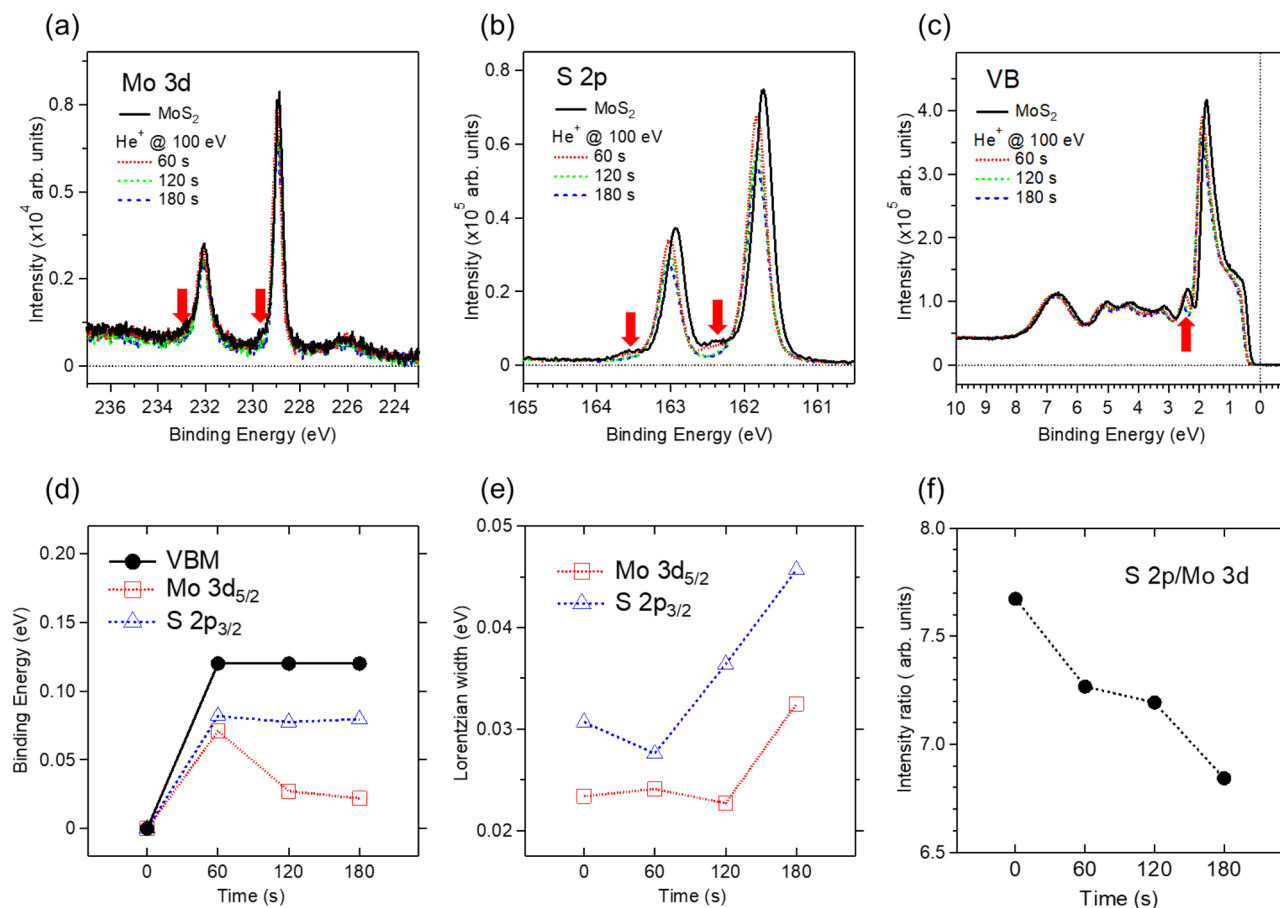 (a)
Mo 3d
MoS2
He+ @ 100 eV
60 s
120 s
180 s
Intensity (x10^4 arb. units)
0.8
0.5
0.2
0
236 234 232 230 228 226 224
Binding Energy (eV)
(b)
S 2p
MoS2
He+ @ 100 eV
60 s
120 s
180 s
Intensity (x10^5 arb. units)
0.8
0.6
0.4
0.2
0
165 164 163 162 161
Binding Energy (eV)
(c)
VB
MoS2
He+ @ 100 eV
60 s
120 s
180 s
Intensity (x10^5 arb. units)
4.0
3.0
2.0
1.0
0
10 9 8 7 6 5 4 3 2 1 0
Binding Energy (eV)
(d)
VBM
Mo 3d5/2
S 2p3/2
Binding Energy (eV)
0.20
0.15
0.10
0.05
0
0 60 120 180
Time (s)
(e)
Mo 3d5/2
S 2p3/2
Lorentzian width (eV)
0.05
0.04
0.03
0.02
0 60 120 180
Time (s)
(f)
S 2p/Mo 3d
Intensity ratio ( arb. units)
8.0
7.5
7.0
6.5
0 60 120 180
Time (s)